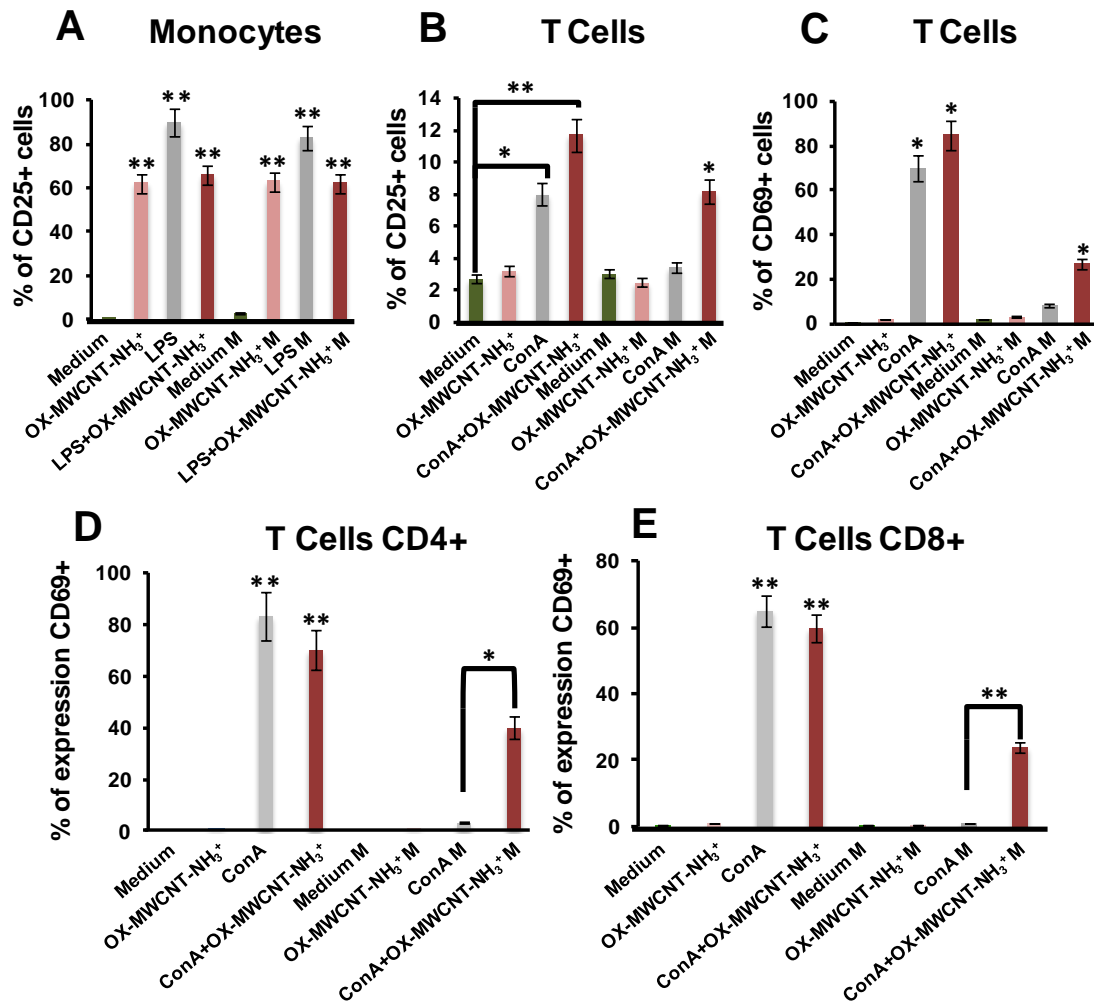 A Monocytes
% of CD25+ cells
100
80
60
40
20
0
**
**
**
**
**
**
Medium
OX-MWCNT-NH₃⁺
LPS
LPS+OX-MWCNT-NH₃⁺
Medium M
OX-MWCNT-NH₃⁺ M
LPS M
LPS+OX-MWCNT-NH₃⁺ M
B T Cells
% of CD25+ cells
14
12
10
8
6
4
2
0
**
*
*
Medium
OX-MWCNT-NH₃⁺
ConA
ConA+OX-MWCNT-NH₃⁺
Medium M
OX-MWCNT-NH₃⁺ M
ConA M
ConA+OX-MWCNT-NH₃⁺ M
C T Cells
% of CD69+ cells
100
80
60
40
20
0
*
*
*
Medium
OX-MWCNT-NH₃⁺
ConA
ConA+OX-MWCNT-NH₃⁺
Medium M
OX-MWCNT-NH₃⁺ M
ConA M
ConA+OX-MWCNT-NH₃⁺ M
D T Cells CD4+
% of expression CD69+
100
80
60
40
20
0
**
**
*
Medium
OX-MWCNT-NH₃⁺
ConA
ConA+OX-MWCNT-NH₃⁺
Medium M
OX-MWCNT-NH₃⁺ M
ConA M
ConA+OX-MWCNT-NH₃⁺ M
E T Cells CD8+
% of expression CD69+
80
60
40
20
0
**
**
**
Medium
OX-MWCNT-NH₃⁺
ConA
ConA+OX-MWCNT-NH₃⁺
Medium M
OX-MWCNT-NH₃⁺ M
ConA M
ConA+OX-MWCNT-NH₃⁺ M